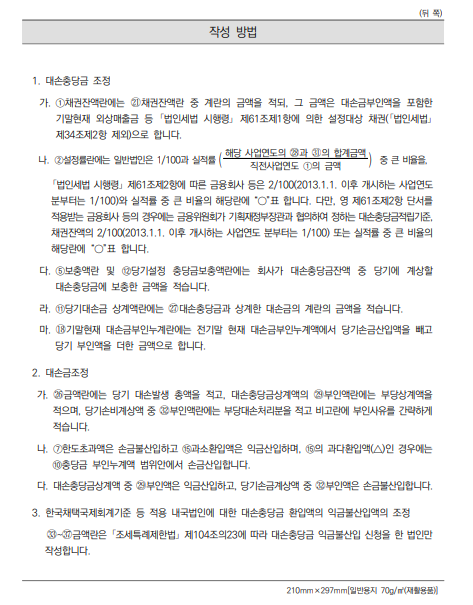 (뒤 쪽)
작성 방법
1. 대손충당금 조정
가. ①채권잔액란에는 ㉑채권잔액란 중 계란의 금액을 적되, 그 금액은 대손금부인액을 포함한
기말현재 외상매출금 등 「법인세법 시행령」 제61조제1항에 의한 설정대상 채권(「법인세법」
제34조제2항 제외)으로 합니다.
나. ②설정률란에는 일반법인은 1/100과 실적률 ( 해당 사업연도의 ㉘과 ㉛의 합계금액 / 직전사업연도 ①의 금액 ) 중 큰 비율을,
「법인세법 시행령」 제61조제2항에 따른 금융회사 등은 2/100(2013.1.1. 이후 개시하는 사업연도
분부터는 1/100)와 실적률 중 큰 비율의 해당란에 "○"표 합니다. 다만, 영 제61조제2항 단서를
적용받는 금융회사 등의 경우에는 금융위원회가 기획재정부장관과 협의하여 정하는 대손충당금적립기준,
채권잔액의 2/100(2013.1.1. 이후 개시하는 사업연도 분부터는 1/100) 또는 실적률 중 큰 비율의
해당란에 "○"표 합니다.
다. ⑤보충액란 및 ⑫당기설정 충당금보충액란에는 회사가 대손충당금잔액 중 당기에 계상할
대손충당금에 보충한 금액을 적습니다.
라. ⑪당기대손금 상계액란에는 ㉗대손충당금과 상계한 대손금의 계란의 금액을 적습니다.
마. ⑱기말현재 대손금부인누계란에는 전기말 현재 대손금부인누계액에서 당기손금산입액을 빼고
당기 부인액을 더한 금액으로 합니다.
2. 대손금조정
가. ㉖금액란에는 당기 대손발생 총액을 적고, 대손충당금상계액의 ㉙부인액란에는 부당상계액을
적으며, 당기손비계상액 중 ㉜부인액란에는 부당대손처리분을 적고 비고란에 부인사유를 간략하게
적습니다.
나. ⑦한도초과액은 손금불산입하고 ⑯과소환입액은 익금산입하며, ⑮의 과다환입액(△)인 경우에는
⑩충당금 부인누계액 범위안에서 손금산입합니다.
다. 대손충당금상계액 중 ㉙부인액은 익금산입하고, 당기손금계상액 중 ㉜부인액은 손금불산입합니다.
3. 한국채택국제회계기준 등 적용 내국법인에 대한 대손충당금 환입액의 익금불산입액의 조정
㉝~㊲금액란은 「조세특례제한법」 제104조의23에 따라 대손충당금 익금불산입 신청을 한 법인만
작성합니다.
210mm×297mm[일반용지 70g/㎡(재활용품)]